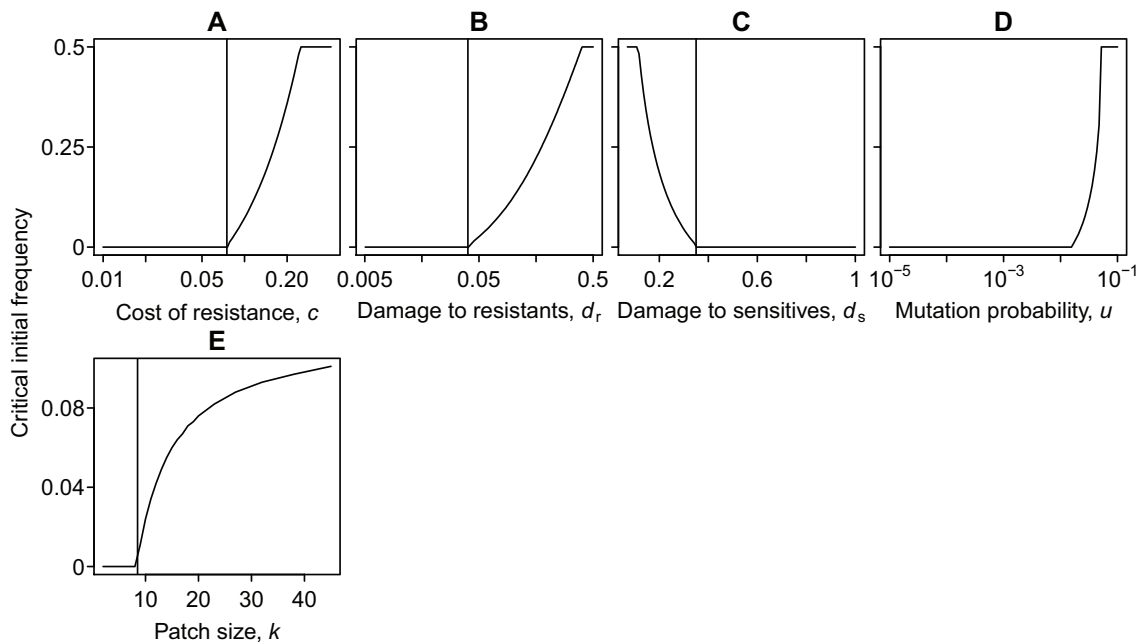 A B C D
0.5
0.25
0
0.01 0.05 0.20 0.005 0.05 0.5 0.2 0.6 1 10−5 10−3 10−1
Cost of resistance, c Damage to resistants, dr Damage to sensitives, ds Mutation probability, u
E
Critical initial frequency
0.08
0.04
0
10 20 30 40
Patch size, k